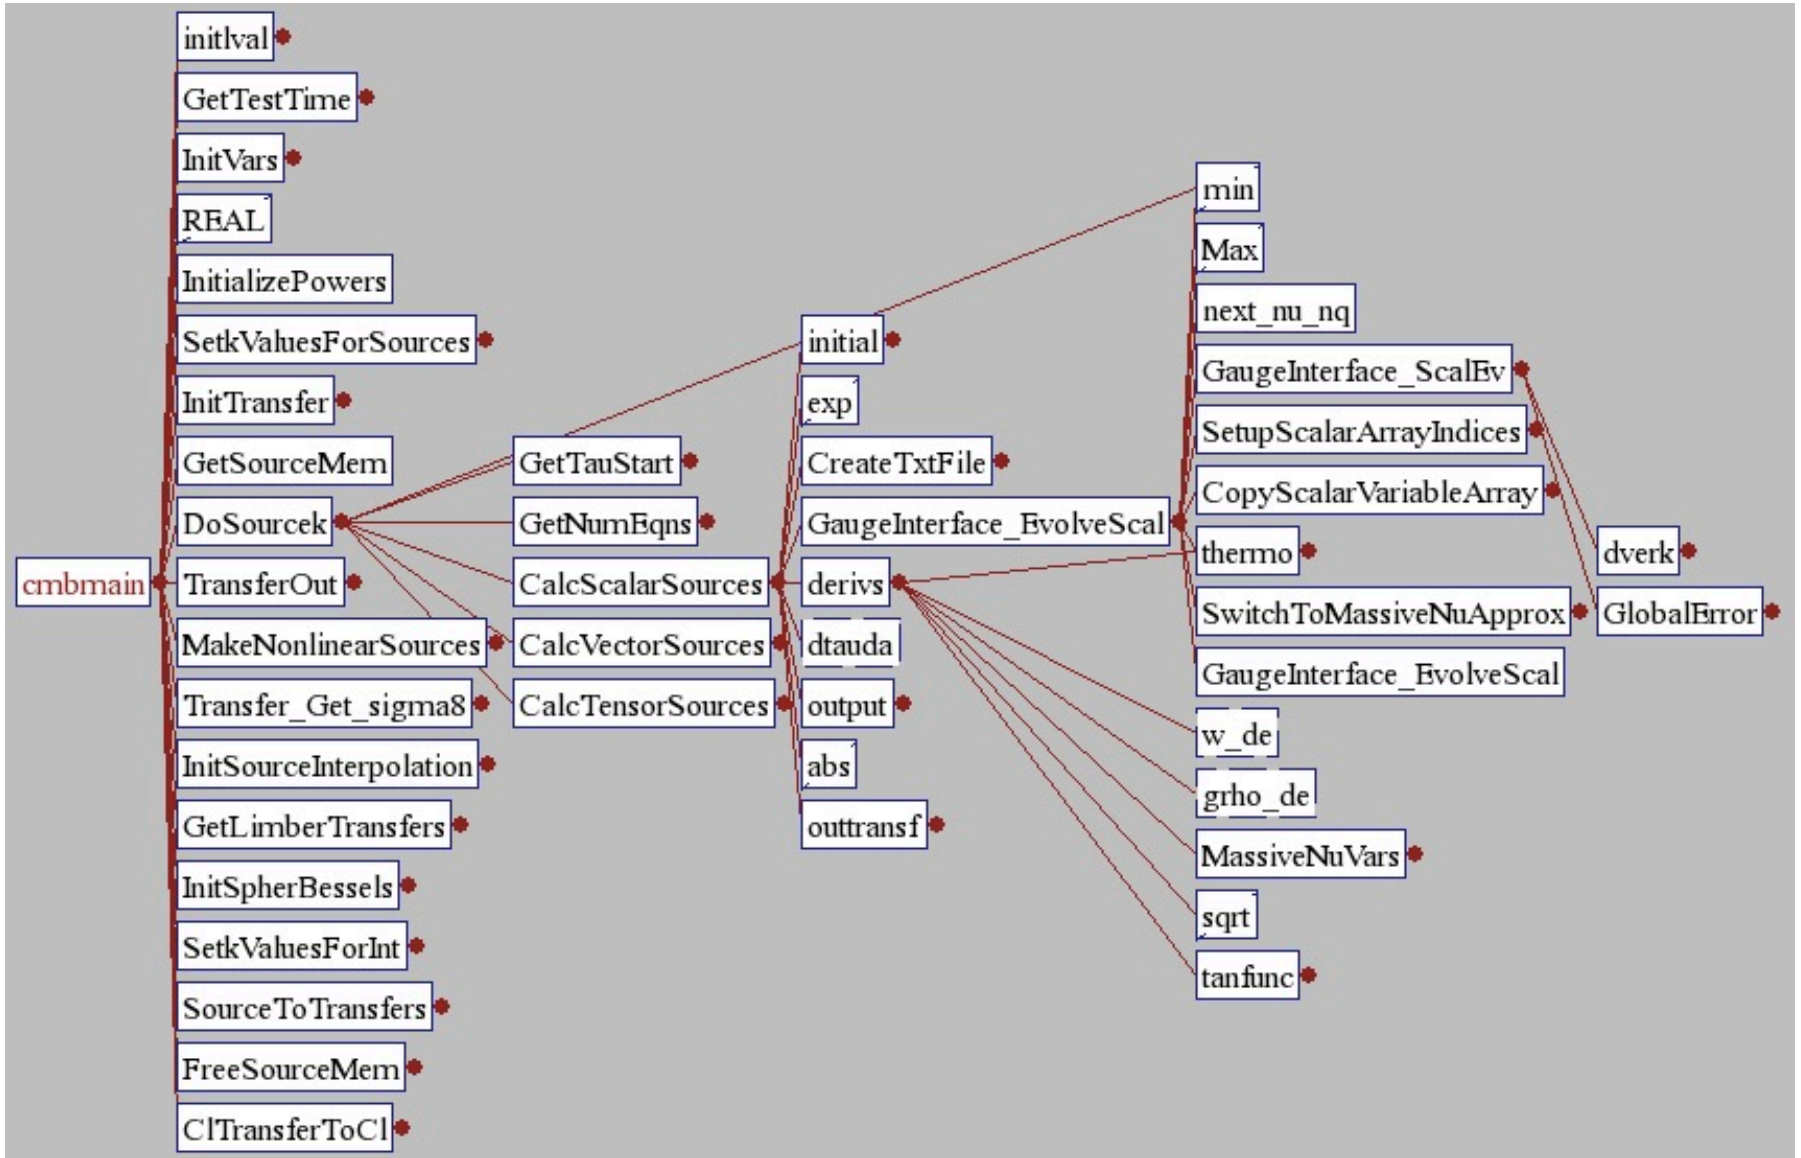 cmbmain
initlval
GetTestTime
InitVars
REAL
InitializePowers
SetkValuesForSources
InitTransfer
GetSourceMem
DoSourcek
TransferOut
MakeNonlinearSources
Transfer_Get_sigma8
InitSourceInterpolation
GetLimberTransfers
InitSpherBessels
SetkValuesForInt
SourceToTransfers
FreeSourceMem
ClTransferToCl
GetTauStart
GetNumEqns
CalcScalarSources
CalcVectorSources
CalcTensorSources
initial
exp
CreateTxtFile
GaugeInterface_EvolveScal
derivs
dtauda
output
abs
outtransf
min
Max
next_nu_nq
GaugeInterface_ScalEv
SetupScalarArrayIndices
CopyScalarVariableArray
thermo
SwitchToMassiveNuApprox
GaugeInterface_EvolveScal
w_de
grho_de
MassiveNuVars
sqrt
tanfunc
dverk
GlobalError